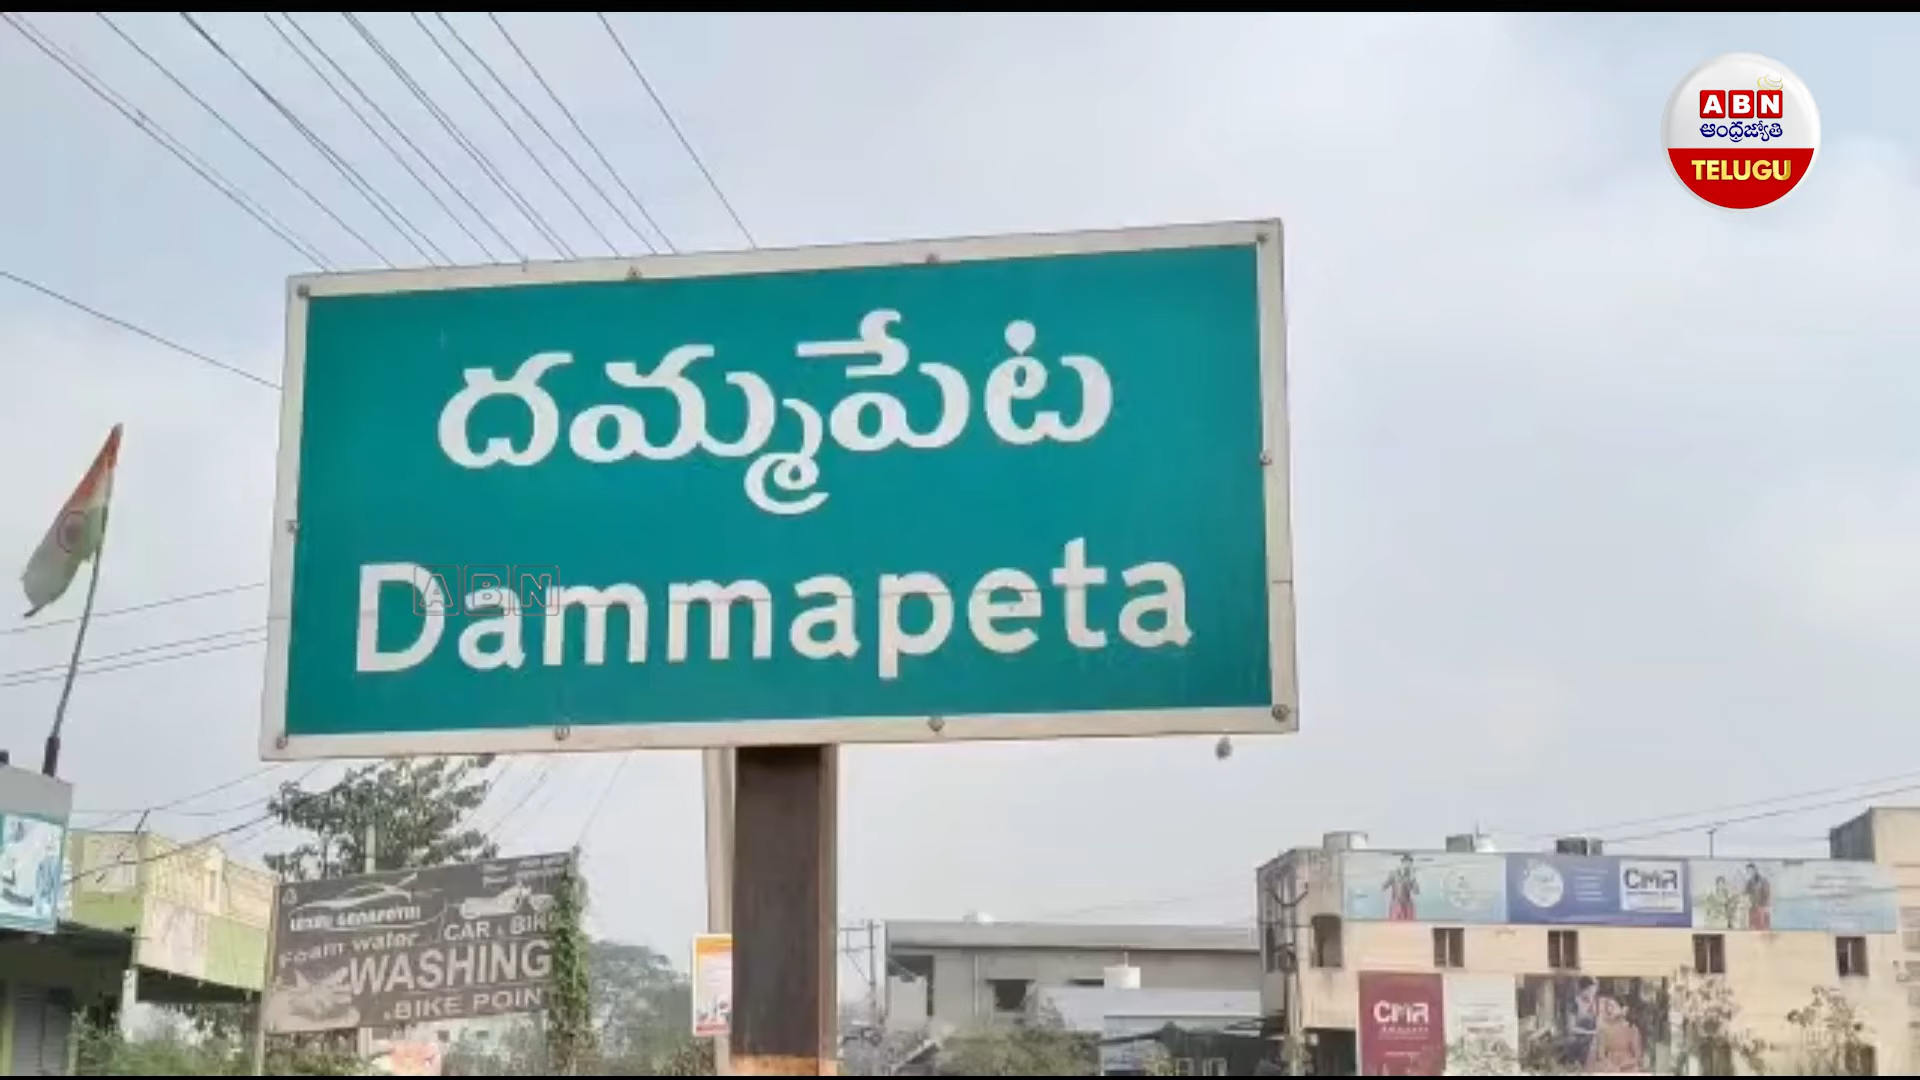 ABN
ఆంధ్రజ్యోతి
TELUGU
దమ్మపేట
Dammapeta
ABN
Foam water
CAR & BIKE
WASHING
& BIKE POINT
CMR
CMR